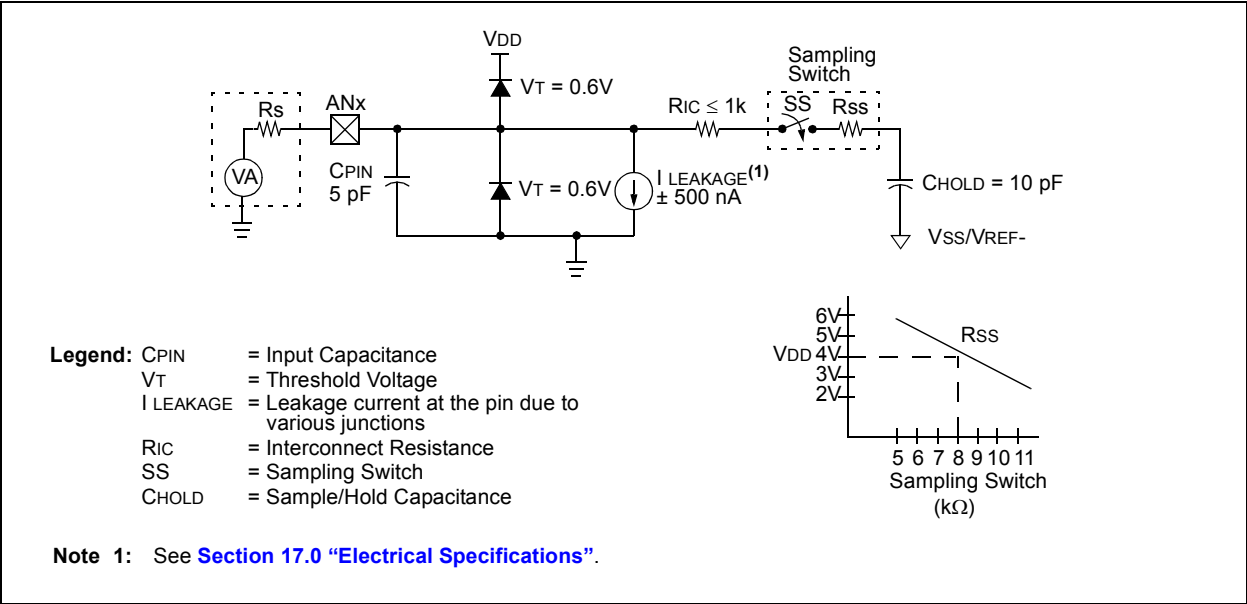 VDD
Sampling
Switch
VT = 0.6V
Rs
ANx
RIC ≤ 1k
SS
Rss
VA
CPIN
5 pF
VT = 0.6V
I LEAKAGE(1)
± 500 nA
CHOLD = 10 pF
VSS/VREF-
6V
5V
VDD 4V
3V
2V
RSS
5 6 7 8 9 10 11
Sampling Switch
(kΩ)
Legend: CPIN = Input Capacitance
VT = Threshold Voltage
I LEAKAGE = Leakage current at the pin due to
various junctions
RIC = Interconnect Resistance
SS = Sampling Switch
CHOLD = Sample/Hold Capacitance
Note 1: See Section 17.0 “Electrical Specifications”.